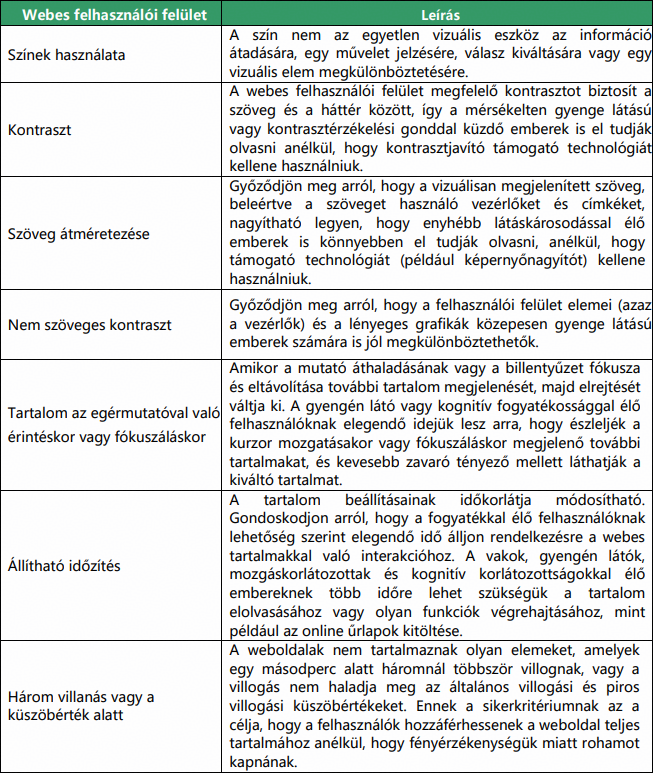 Webes felhasználói felület
Leírás
Színek használata
A szín nem az egyetlen vizuális eszköz az információ
átadására, egy művelet jelzésére, válasz kiváltására vagy egy
vizuális elem megkülönböztetésére.
Kontraszt
A webes felhasználói felület megfelelő kontrasztot biztosít a
szöveg és a háttér között, így a mérsékelten gyenge látású
vagy kontrasztérzékelési gonddal küzdő emberek is el tudják
olvasni anélkül, hogy kontrasztjavító támogató technológiát
kellene használniuk.
Szöveg átméretezése
Győződjön meg arról, hogy a vizuálisan megjelenített szöveg,
beleértve a szöveget használó vezérlőket és címkéket,
nagyítható legyen, hogy enyhébb látáskárosodással élő
emberek is könnyebben el tudják olvasni, anélkül, hogy
támogató technológiát (például képernyőnagyítót) kellene
használniuk.
Nem szöveges kontraszt
Győződjön meg arról, hogy a felhasználói felület elemei (azaz
a vezérlők) és a lényeges grafikák közepesen gyenge látású
emberek számára is jól megkülönböztethetők.
Tartalom az egérmutatóval való
érintéskor vagy fókuszáláskor
Amikor a mutató áthaladásának vagy a billentyűzet fókusza
és eltávolítása további tartalom megjelenését, majd elrejtését
váltja ki. A gyengén látó vagy kognitív fogyatékossággal élő
felhasználóknak elegendő idejük lesz arra, hogy észleljék a
kurzor mozgatásakor vagy fókuszáláskor megjelenő további
tartalmakat, és kevesebb zavaró tényező mellett láthatják a
kiváltó tartalmat.
Állítható időzítés
A tartalom beállításainak időkorlátja módosítható.
Gondoskodjon arról, hogy a fogyatékkal élő felhasználóknak
lehetőség szerint elegendő idő álljon rendelkezésre a webes
tartalmakkal való interakcióhoz. A vakok, gyengén látók,
mozgáskorlátozottak és kognitív korlátozottságokkal élő
embereknek több időre lehet szükségük a tartalom
elolvasásához vagy olyan funkciók végrehajtásához, mint
például az online űrlapok kitöltése.
Három villanás vagy a
küszöbérték alatt
A weboldalak nem tartalmaznak olyan elemeket, amelyek
egy másodperc alatt háromnál többször villognak, vagy a
villogás nem haladja meg az általános villogási és piros
villogási küszöbértékeket. Ennek a sikerkritériumnak az a
célja, hogy a felhasználók hozzáférhessenek a weboldal teljes
tartalmához anélkül, hogy fényérzékenységük miatt rohamot
kapnának.